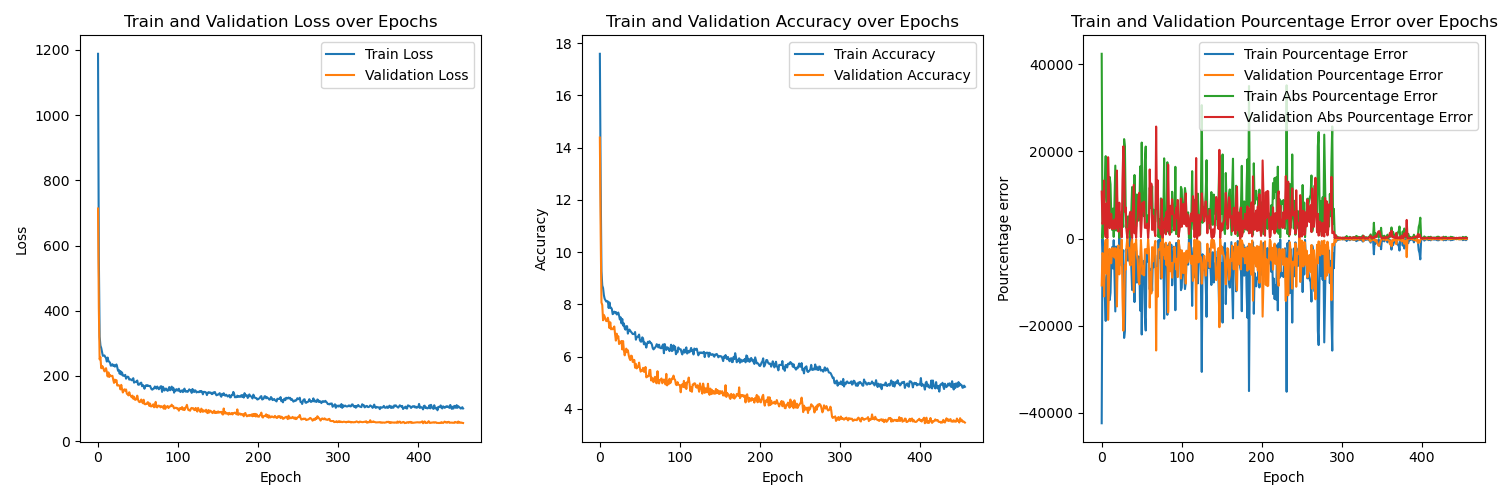 Train and Validation Loss over Epochs
Loss
1200
1000
800
600
400
200
0
Train Loss
Validation Loss
0 100 200 300 400
Epoch
Train and Validation Accuracy over Epochs
Accuracy
18
16
14
12
10
8
6
4
Train Accuracy
Validation Accuracy
0 100 200 300 400
Epoch
Train and Validation Pourcentage Error over Epochs
Pourcentage error
40000
20000
0
−20000
−40000
Train Pourcentage Error
Validation Pourcentage Error
Train Abs Pourcentage Error
Validation Abs Pourcentage Error
0 100 200 300 400
Epoch